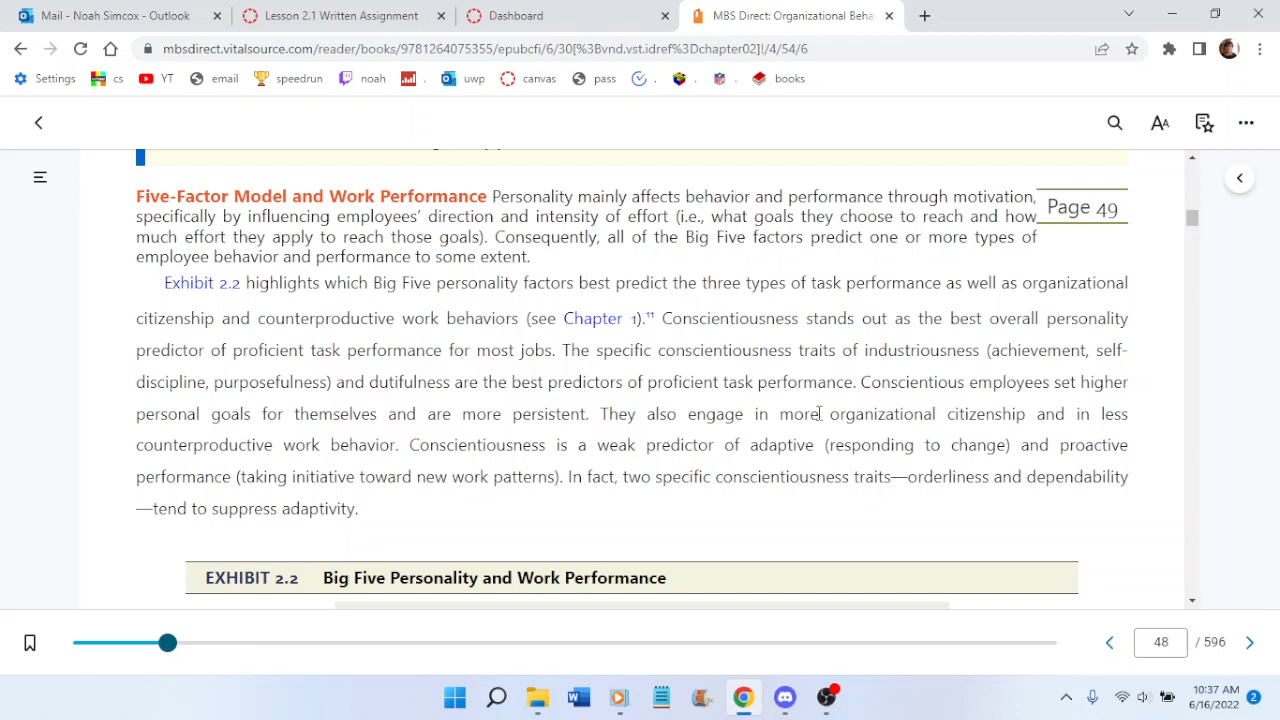 Mail - Noah Simcox - Outlook
Lesson 2.1 Written Assignment
Dashboard
MBS Direct: Organizational Beha
mbsdirect.vitalsource.com/reader/books/9781264075355/epubcfi/6/30[%3Bvnd.vst.idref%3Dchapter02]!/4/54/6
Settings cs YT email speedrun noah . uwp canvas pass . . . books
Five-Factor Model and Work Performance Personality mainly affects behavior and performance through motivation,
specifically by influencing employees’ direction and intensity of effort (i.e., what goals they choose to reach and how
much effort they apply to reach those goals). Consequently, all of the Big Five factors predict one or more types of
employee behavior and performance to some extent.
Page 49
Exhibit 2.2 highlights which Big Five personality factors best predict the three types of task performance as well as organizational
citizenship and counterproductive work behaviors (see Chapter 1).11 Conscientiousness stands out as the best overall personality
predictor of proficient task performance for most jobs. The specific conscientiousness traits of industriousness (achievement, self-
discipline, purposefulness) and dutifulness are the best predictors of proficient task performance. Conscientious employees set higher
personal goals for themselves and are more persistent. They also engage in more organizational citizenship and in less
counterproductive work behavior. Conscientiousness is a weak predictor of adaptive (responding to change) and proactive
performance (taking initiative toward new work patterns). In fact, two specific conscientiousness traits—orderliness and dependability
—tend to suppress adaptivity.
EXHIBIT 2.2 Big Five Personality and Work Performance
48 / 596
10:37 AM
6/16/2022
2